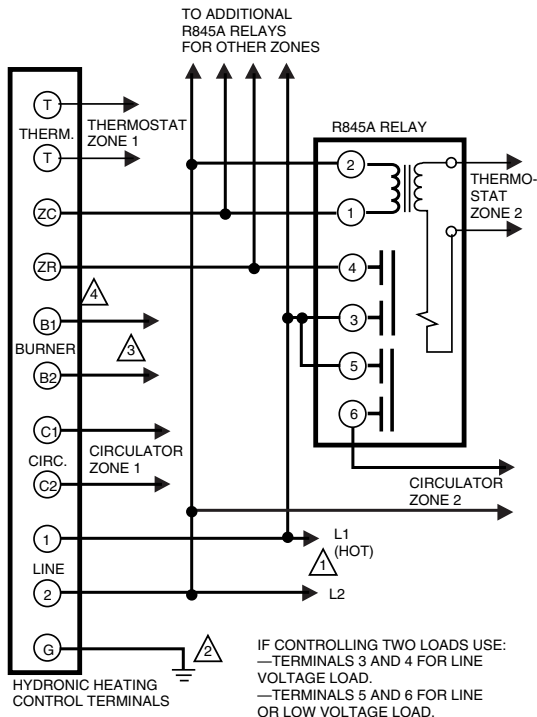 TO ADDITIONAL
R845A RELAYS
FOR OTHER ZONES
R845A RELAY
T
THERM.
T
THERMOSTAT
ZONE 1
ZC
ZR
4
B1
BURNER
3
B2
C1
CIRC.
C2
CIRCULATOR
ZONE 1
1
LINE
2
G
2
1
4
3
5
6
THERMO-
STAT
ZONE 2
CIRCULATOR
ZONE 2
L1
(HOT)
1
L2
2
HYDRONIC HEATING
CONTROL TERMINALS
IF CONTROLLING TWO LOADS USE:
—TERMINALS 3 AND 4 FOR LINE
VOLTAGE LOAD.
—TERMINALS 5 AND 6 FOR LINE
OR LOW VOLTAGE LOAD.